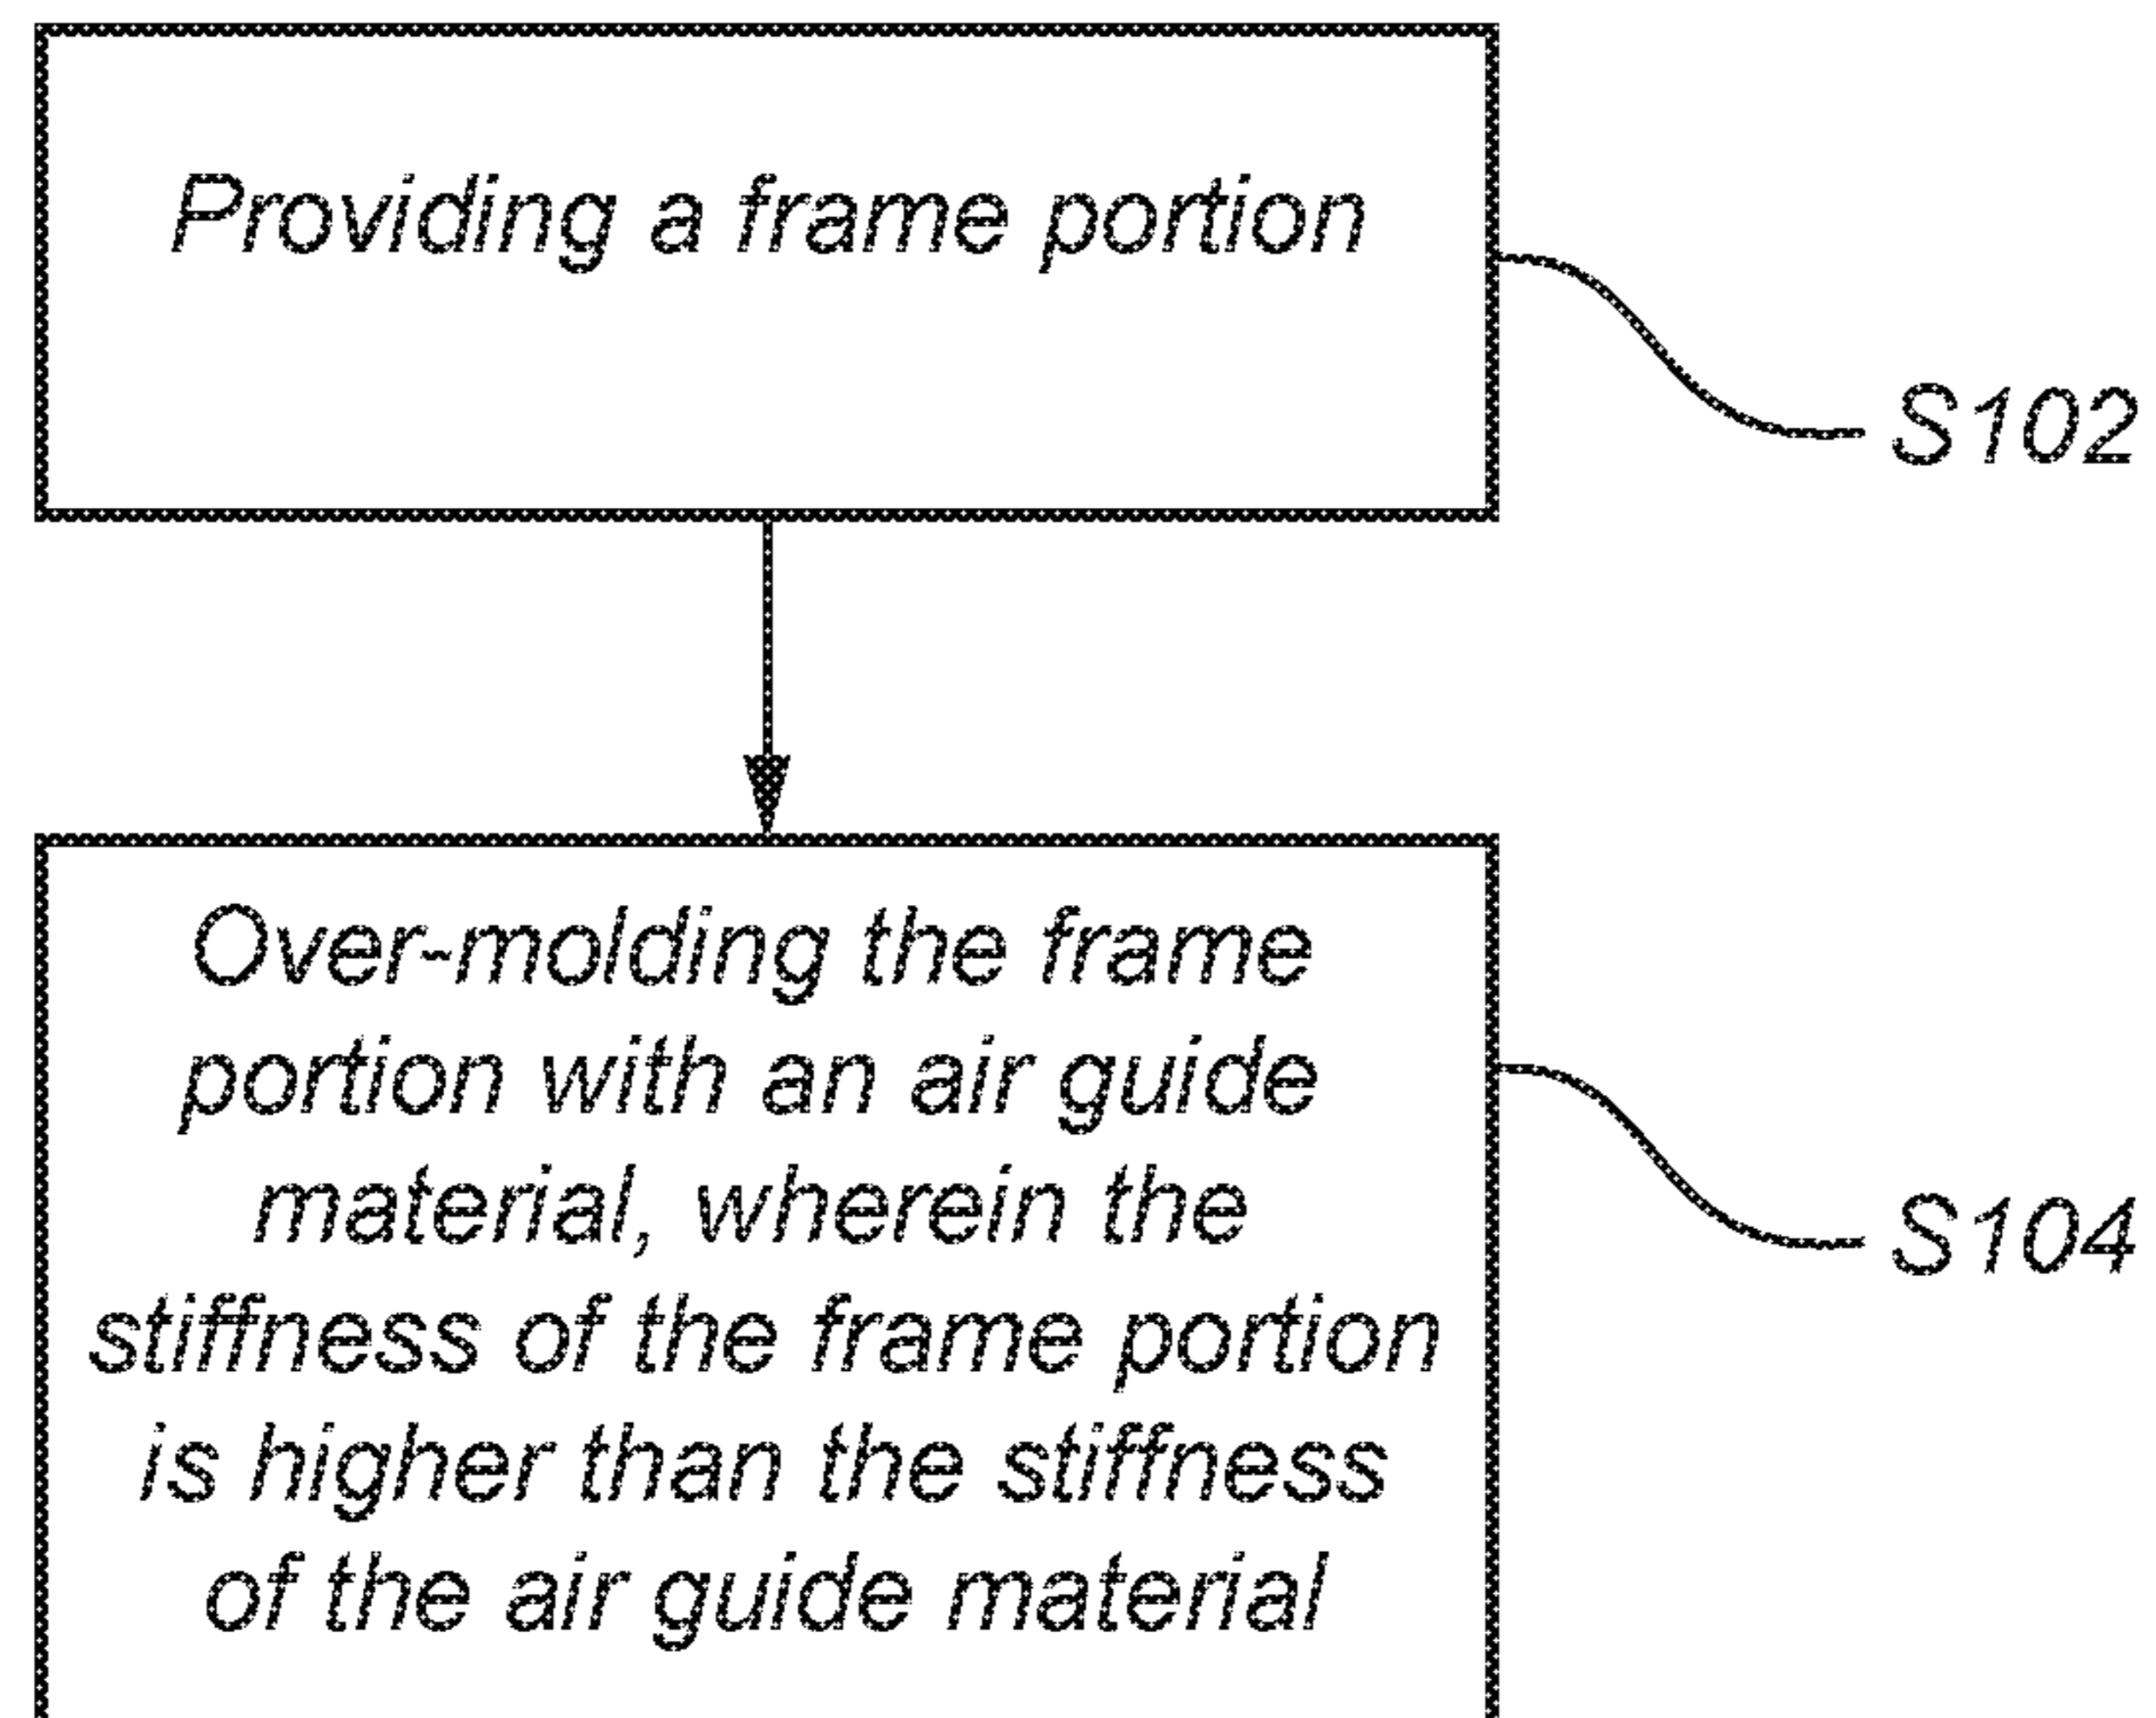 Providing a frame portion
S102
Over-molding the frame
portion with an air guide
material, wherein the
stiffness of the frame portion
is higher than the stiffness
of the air guide material
S104